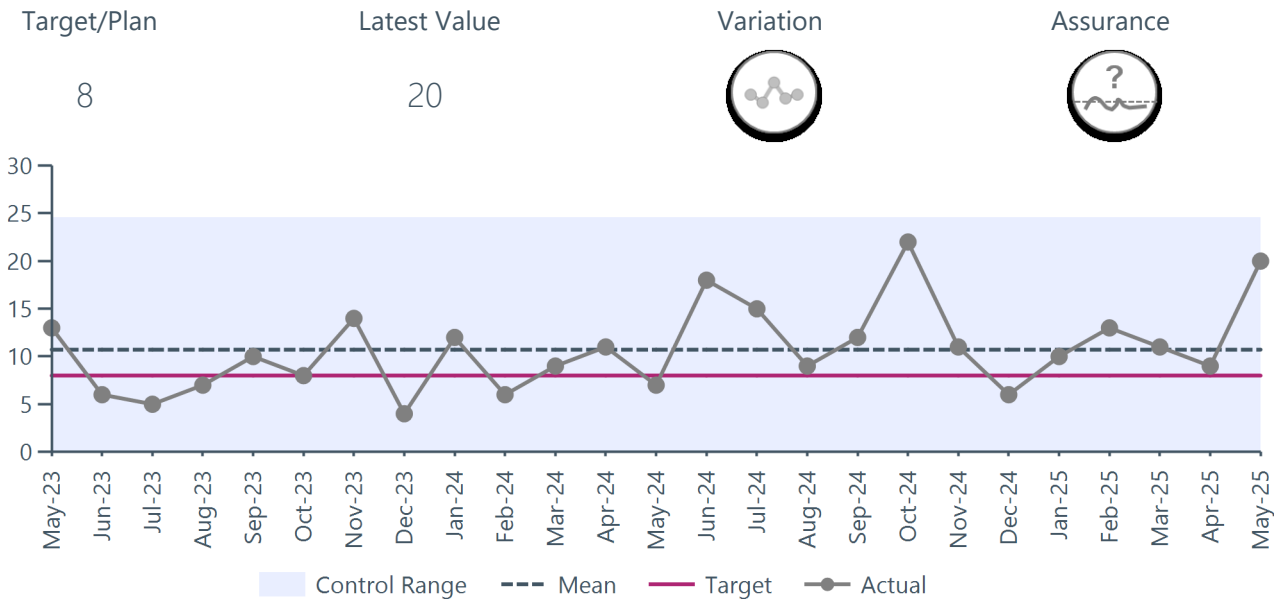 Target/Plan Latest Value Variation Assurance
8 20 ?
30
25
20
15
10
5
0
May-23 Jun-23 Jul-23 Aug-23 Sep-23 Oct-23 Nov-23 Dec-23 Jan-24 Feb-24 Mar-24 Apr-24 May-24 Jun-24 Jul-24 Aug-24 Sep-24 Oct-24 Nov-24 Dec-24 Jan-25 Feb-25 Mar-25 Apr-25 May-25
Control Range Mean Target Actual